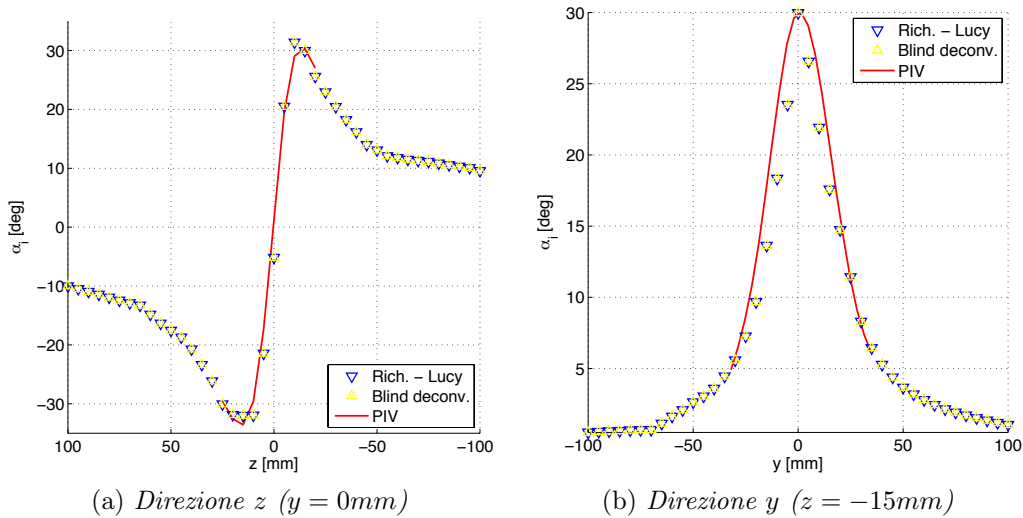 30
20
10
0
−10
−20
−30
100
50
0
−50
−100
α_i [deg]
z [mm]
Rich. − Lucy
Blind deconv.
PIV
(a) Direzione z (y = 0mm)
30
25
20
15
10
5
−100
−50
0
50
100
α_i [deg]
y [mm]
Rich. − Lucy
Blind deconv.
PIV
(b) Direzione y (z = −15mm)